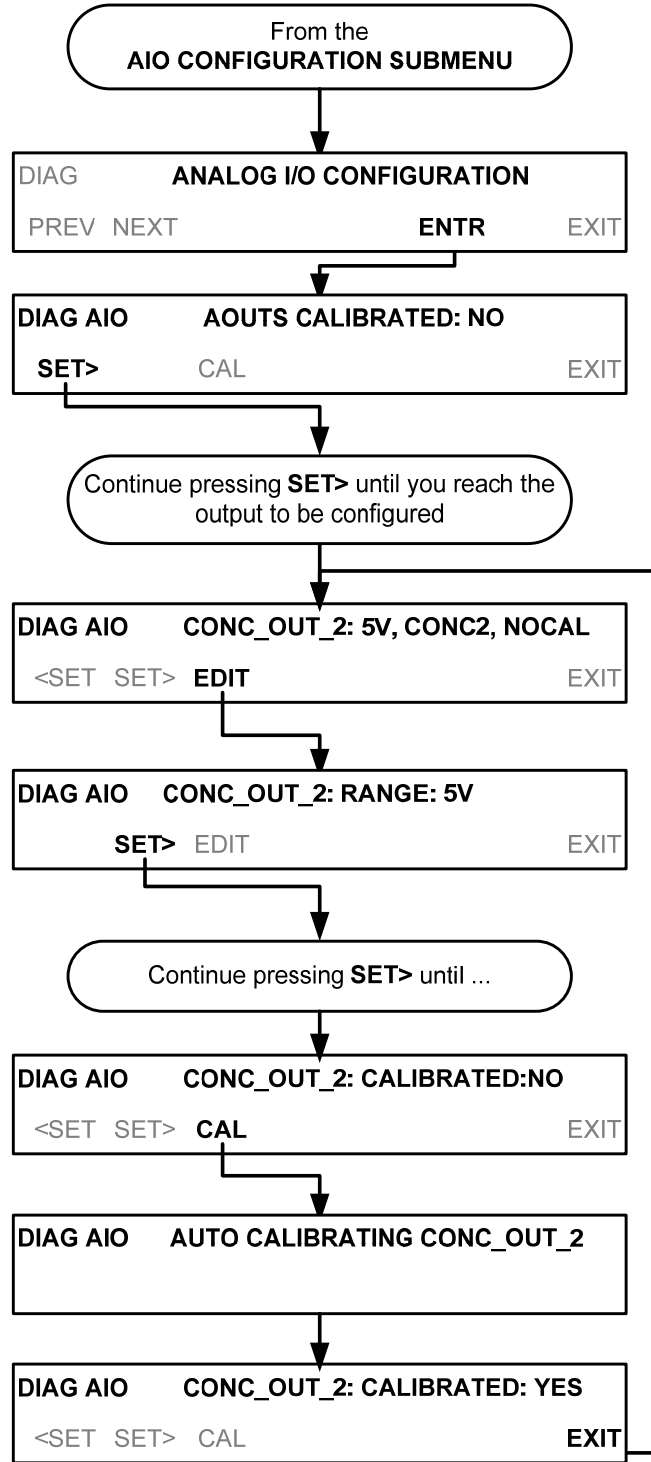 From the
AIO CONFIGURATION SUBMENU
DIAG ANALOG I/O CONFIGURATION
PREV NEXT ENTR EXIT
DIAG AIO AOUTS CALIBRATED: NO
SET> CAL EXIT
Continue pressing SET> until you reach the
output to be configured
DIAG AIO CONC_OUT_2: 5V, CONC2, NOCAL
<SET SET> EDIT EXIT
DIAG AIO CONC_OUT_2: RANGE: 5V
SET> EDIT EXIT
Continue pressing SET> until ...
DIAG AIO CONC_OUT_2: CALIBRATED:NO
<SET SET> CAL EXIT
DIAG AIO AUTO CALIBRATING CONC_OUT_2
DIAG AIO CONC_OUT_2: CALIBRATED: YES
<SET SET> CAL EXIT